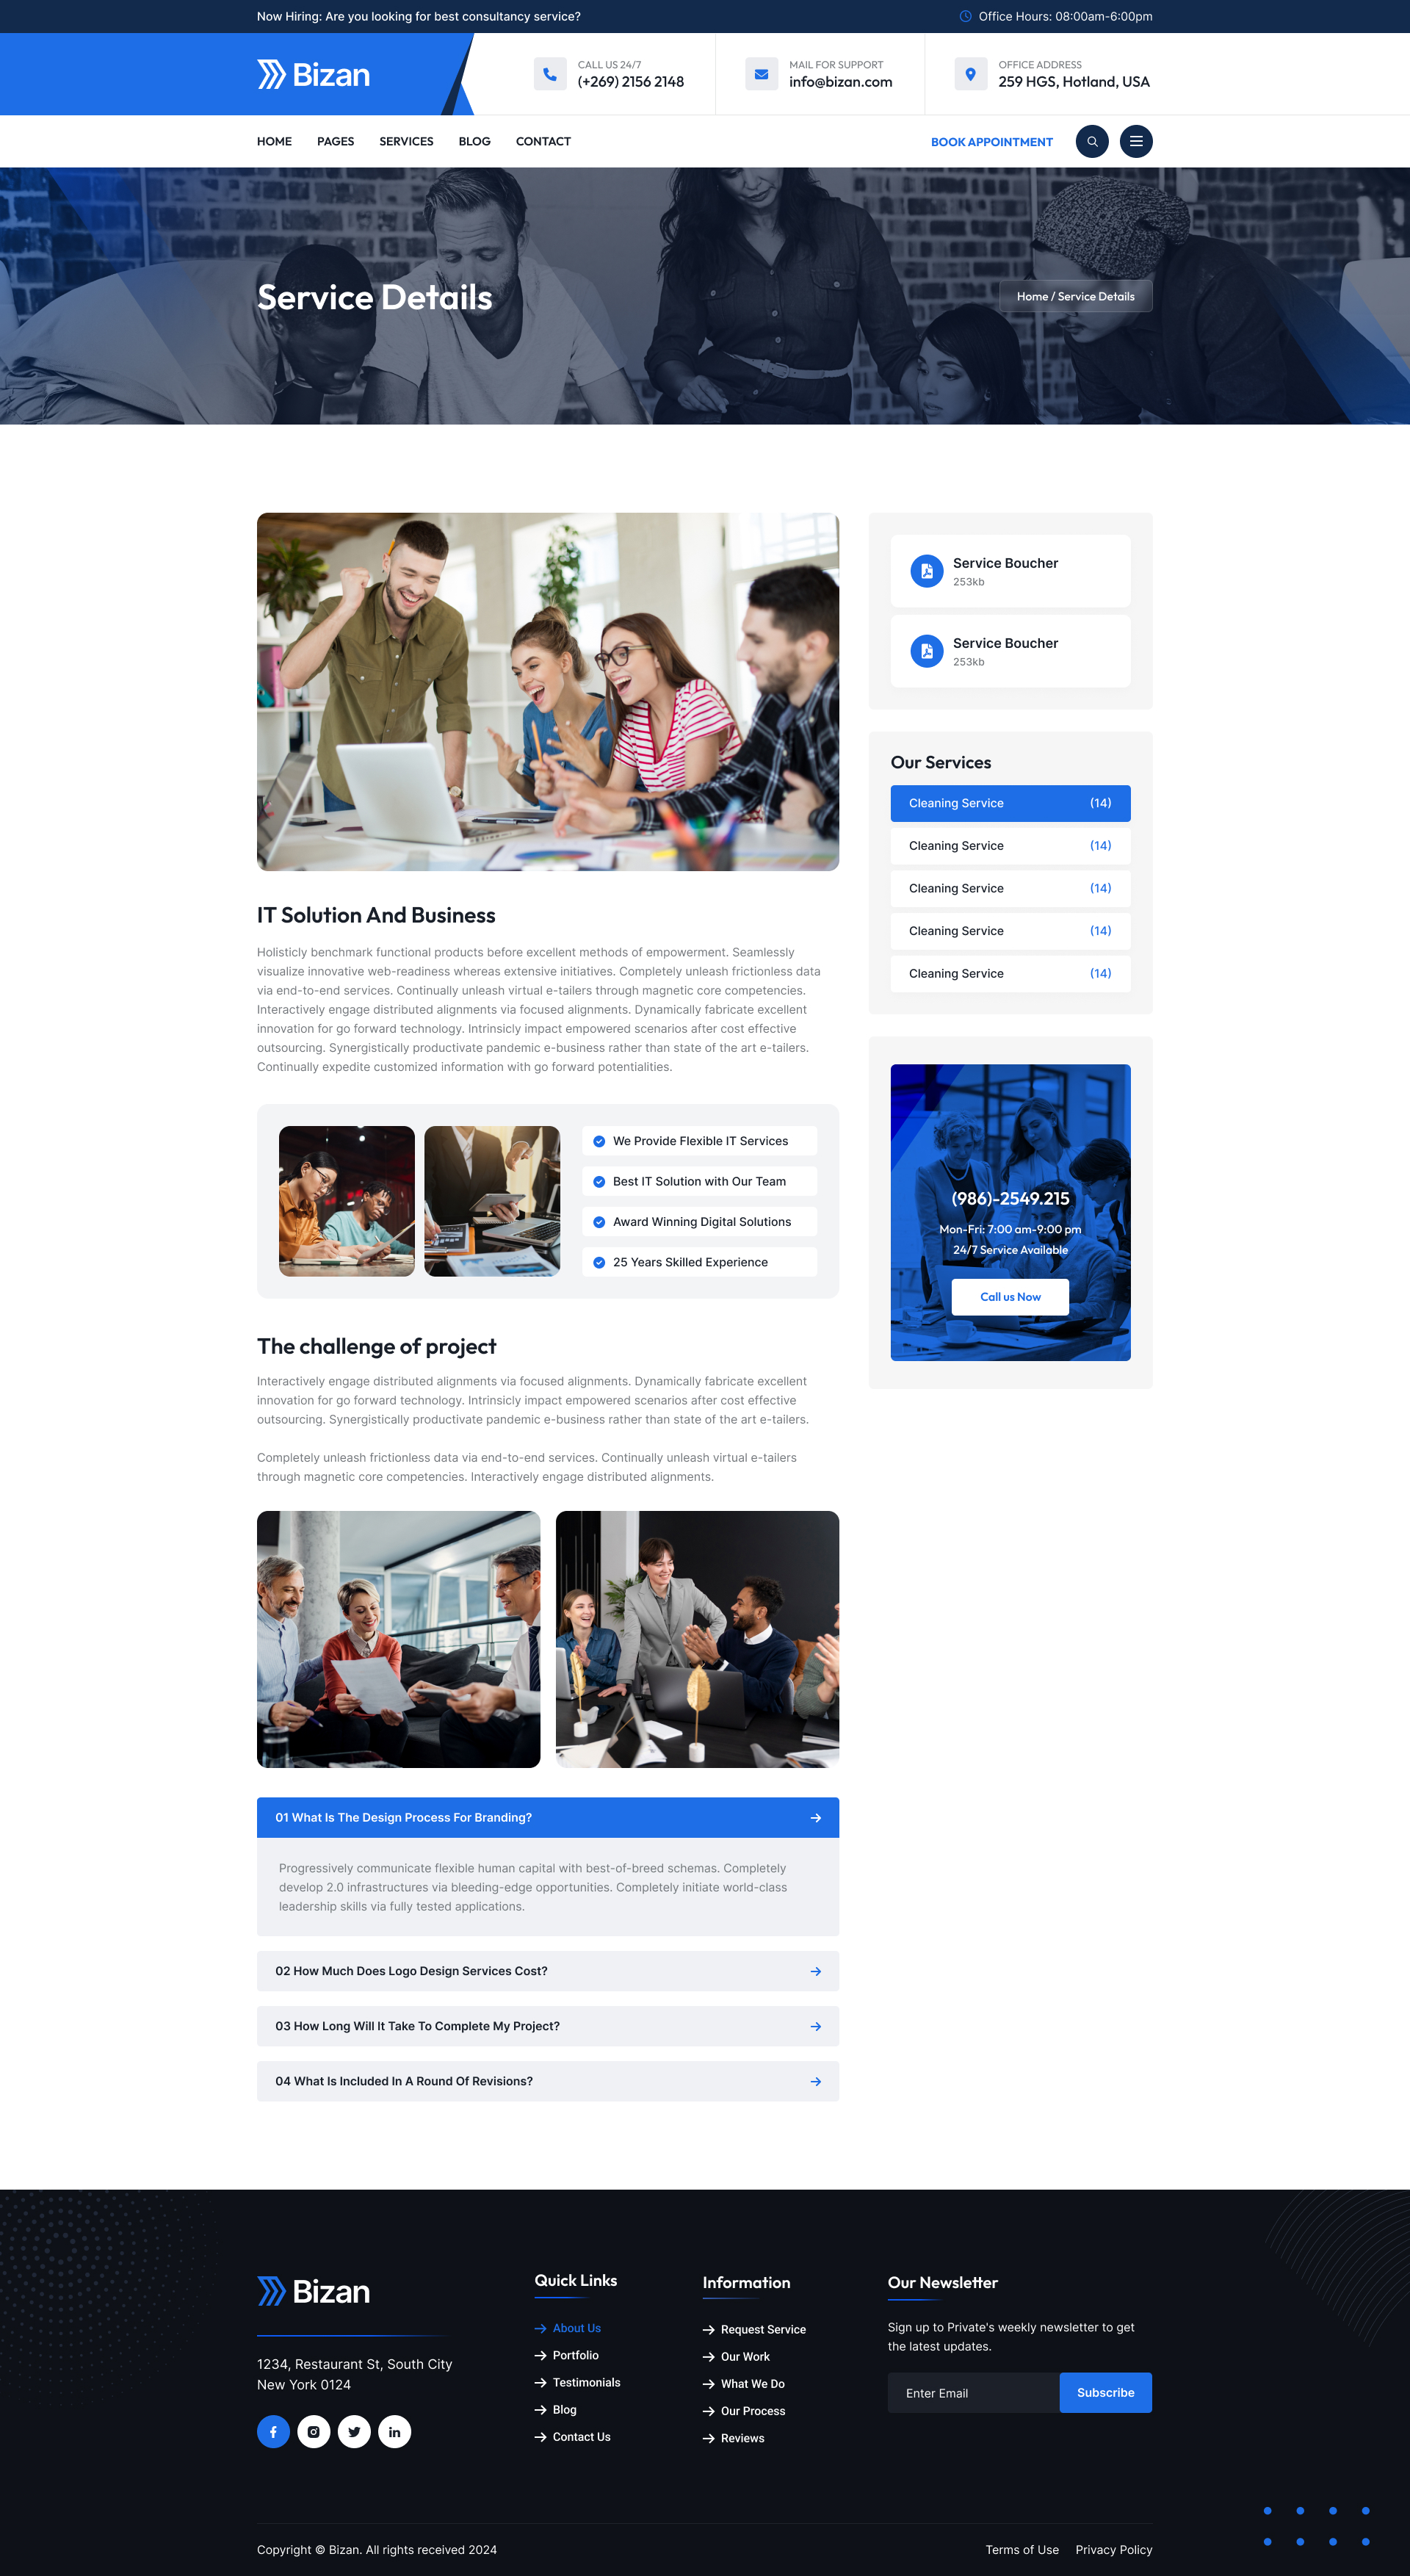 Now Hiring: Are you looking for best consultancy service?
Office Hours: 08:00am-6:00pm
Bizan
CALL US 24/7
(+269) 2156 2148
MAIL FOR SUPPORT
info@bizan.com
OFFICE ADDRESS
259 HGS, Hotland, USA
HOME
PAGES
SERVICES
BLOG
CONTACT
BOOK APPOINTMENT
Service Details
Home / Service Details
IT Solution And Business
Holisticly benchmark functional products before excellent methods of empowerment. Seamlessly
visualize innovative web-readiness whereas extensive initiatives. Completely unleash frictionless data
via end-to-end services. Continually unleash virtual e-tailers through magnetic core competencies.
Interactively engage distributed alignments via focused alignments. Dynamically fabricate excellent
innovation for go forward technology. Intrinsicly impact empowered scenarios after cost effective
outsourcing. Synergistically productivate pandemic e-business rather than state of the art e-tailers.
Continually expedite customized information with go forward potentialities.
We Provide Flexible IT Services
Best IT Solution with Our Team
Award Winning Digital Solutions
25 Years Skilled Experience
The challenge of project
Interactively engage distributed alignments via focused alignments. Dynamically fabricate excellent
innovation for go forward technology. Intrinsicly impact empowered scenarios after cost effective
outsourcing. Synergistically productivate pandemic e-business rather than state of the art e-tailers.
Completely unleash frictionless data via end-to-end services. Continually unleash virtual e-tailers
through magnetic core competencies. Interactively engage distributed alignments.
01 What Is The Design Process For Branding?
Progressively communicate flexible human capital with best-of-breed schemas. Completely
develop 2.0 infrastructures via bleeding-edge opportunities. Completely initiate world-class
leadership skills via fully tested applications.
02 How Much Does Logo Design Services Cost?
03 How Long Will It Take To Complete My Project?
04 What Is Included In A Round Of Revisions?
Service Boucher
253kb
Service Boucher
253kb
Our Services
Cleaning Service (14)
Cleaning Service (14)
Cleaning Service (14)
Cleaning Service (14)
Cleaning Service (14)
(986)-2549.215
Mon-Fri: 7:00 am-9:00 pm
24/7 Service Available
Call us Now
Bizan
1234, Restaurant St, South City
New York 0124
Quick Links
About Us
Portfolio
Testimonials
Blog
Contact Us
Information
Request Service
Our Work
What We Do
Our Process
Reviews
Our Newsletter
Sign up to Private's weekly newsletter to get
the latest updates.
Enter Email
Subscribe
Copyright © Bizan. All rights received 2024
Terms of Use
Privacy Policy